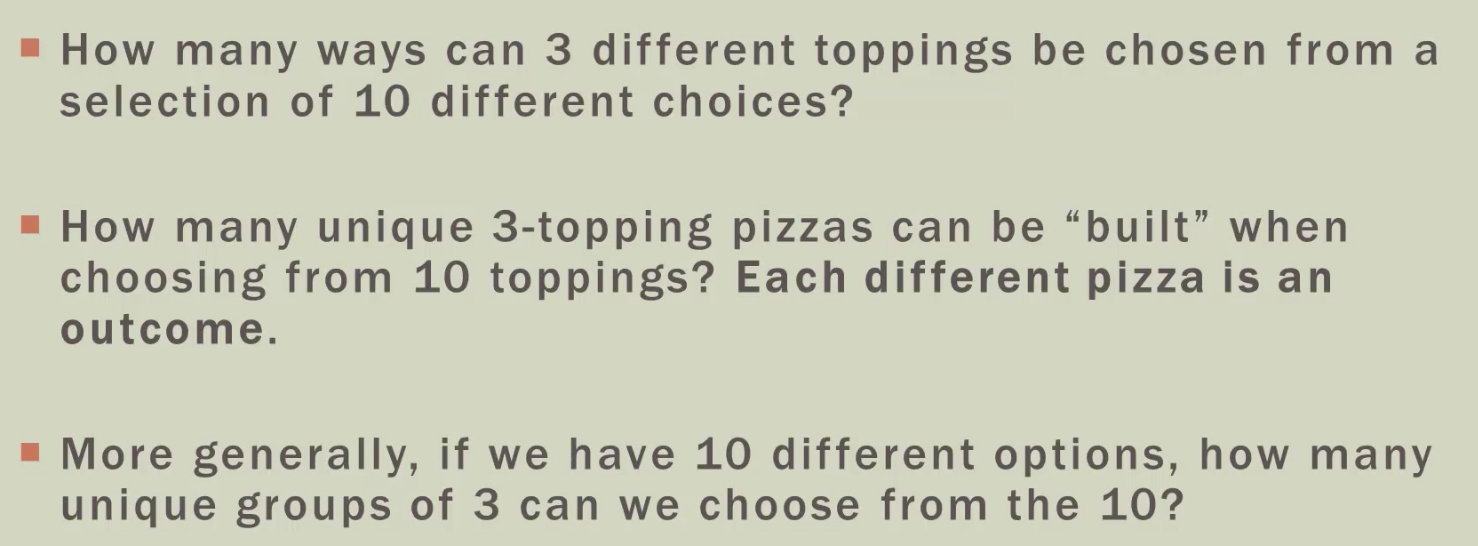 How many ways can 3 different toppings be chosen from a
selection of 10 different choices?
How many unique 3-topping pizzas can be “built” when
choosing from 10 toppings? Each different pizza is an
outcome.
More generally, if we have 10 different options, how many
unique groups of 3 can we choose from the 10?